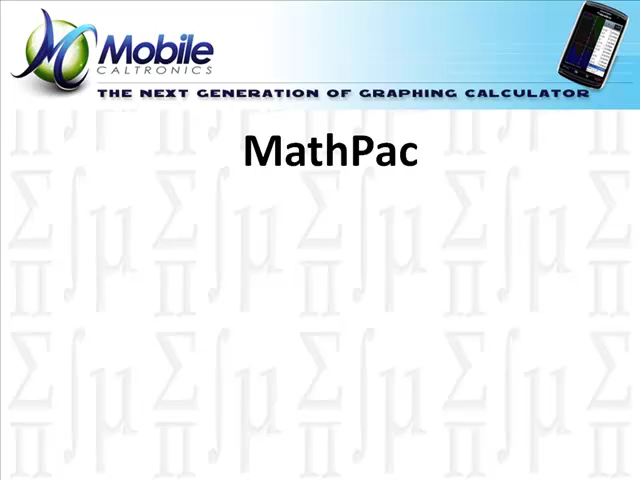 Mobile
CALTRONICS
THE NEXT GENERATION OF GRAPHING CALCULATOR
MathPac
Σ ∫ μ Σ ∫ μ Σ ∫ μ Σ ∫ μ Σ
Π Π Π Π Π
Σ ∫ μ Σ ∫ μ Σ ∫ μ Σ ∫ μ Σ
Π Π Π Π Π